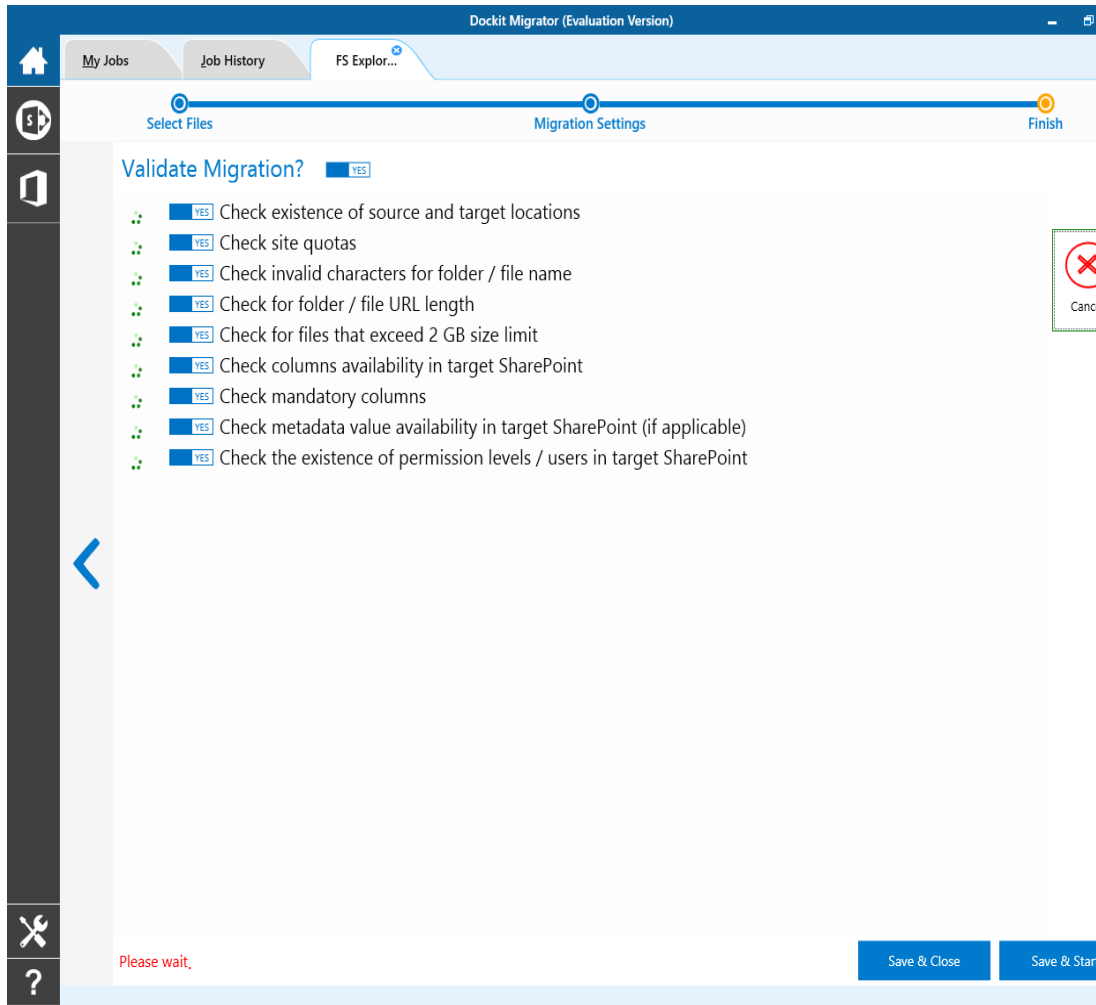 Dockit Migrator (Evaluation Version)
My Jobs
Job History
FS Explor...
Select Files
Migration Settings
Finish
Validate Migration?
YES
YES Check existence of source and target locations
YES Check site quotas
YES Check invalid characters for folder / file name
YES Check for folder / file URL length
YES Check for files that exceed 2 GB size limit
YES Check columns availability in target SharePoint
YES Check mandatory columns
YES Check metadata value availability in target SharePoint (if applicable)
YES Check the existence of permission levels / users in target SharePoint
Canc
Please wait.
Save & Close
Save & Star
?